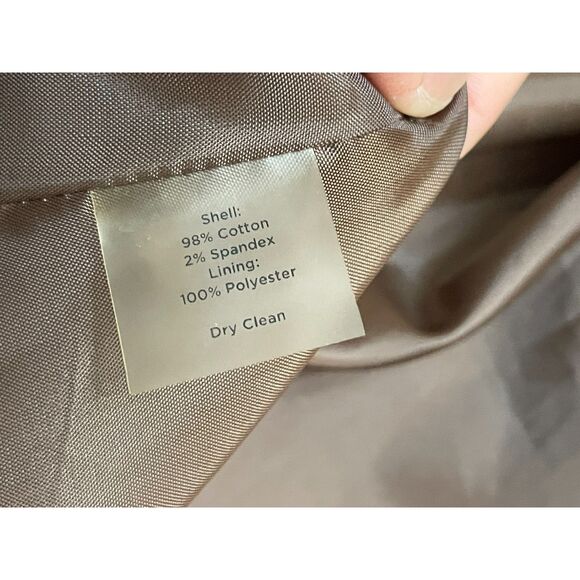 Shell:
98% Cotton
2% Spandex
Lining:
100% Polyester
Dry Clean